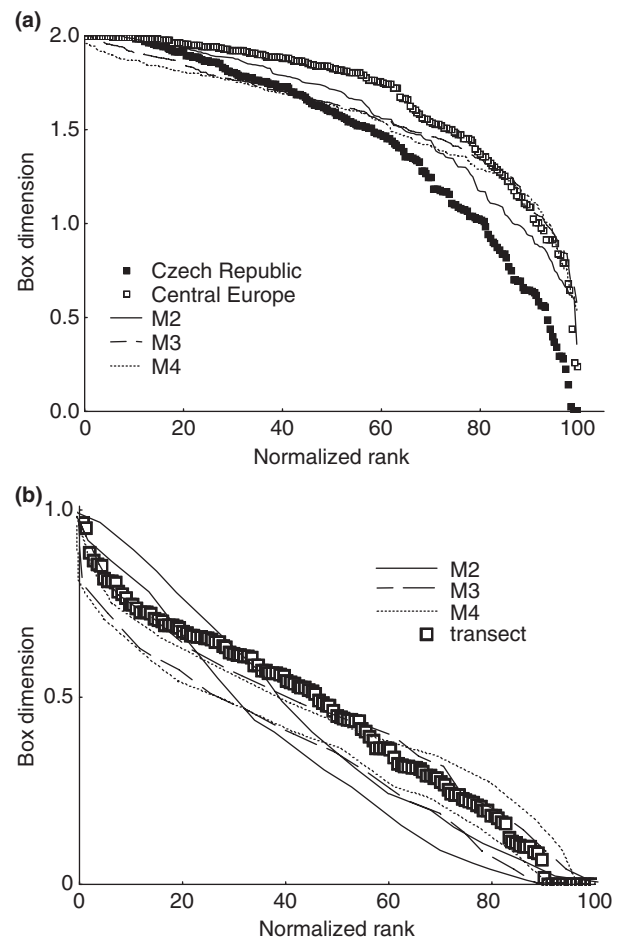 (a)
2.0
1.5
1.0
0.5
0.0
Box dimension
Czech Republic
Central Europe
M2
M3
M4
0 20 40 60 80 100
Normalized rank
(b)
1.0
0.5
0
Box dimension
M2
M3
M4
transect
0 20 40 60 80 100
Normalized rank